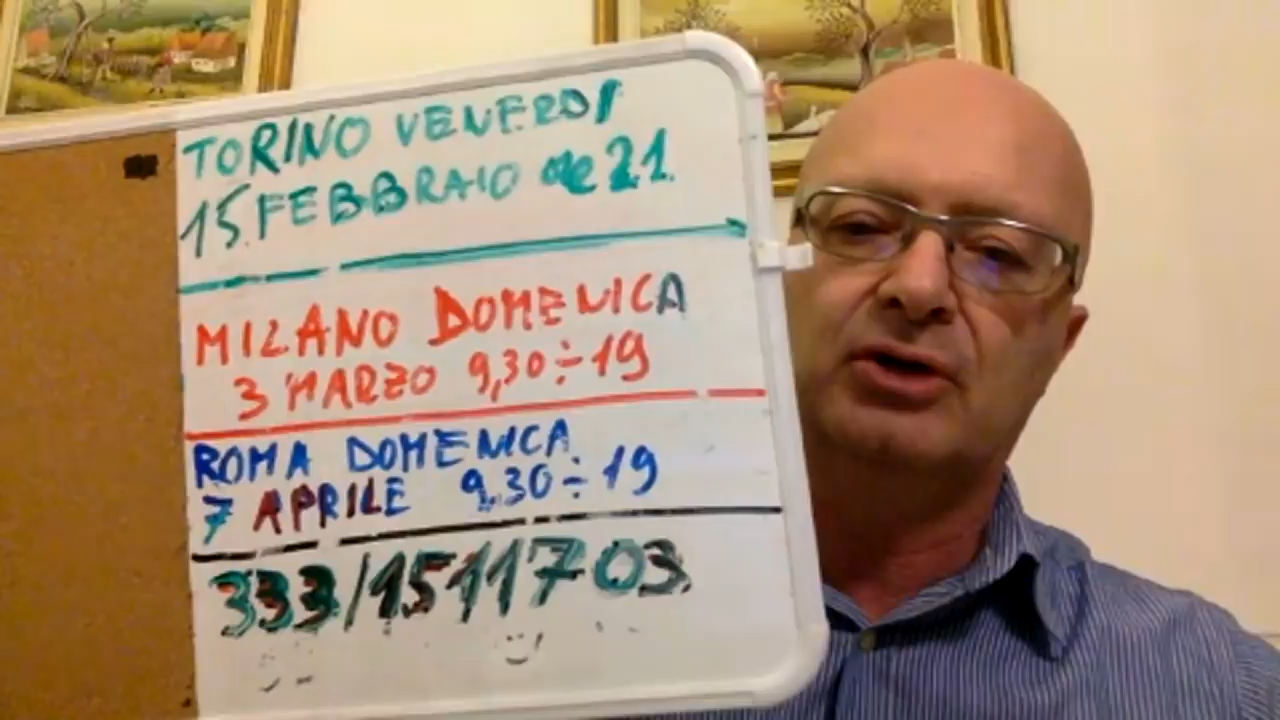 TORINO VENERDI
15 FEBBRAIO ore 21.
MILANO DOMENICA
3 MARZO 9,30÷19
ROMA DOMENICA
7 APRILE 9,30÷19
333/1511703